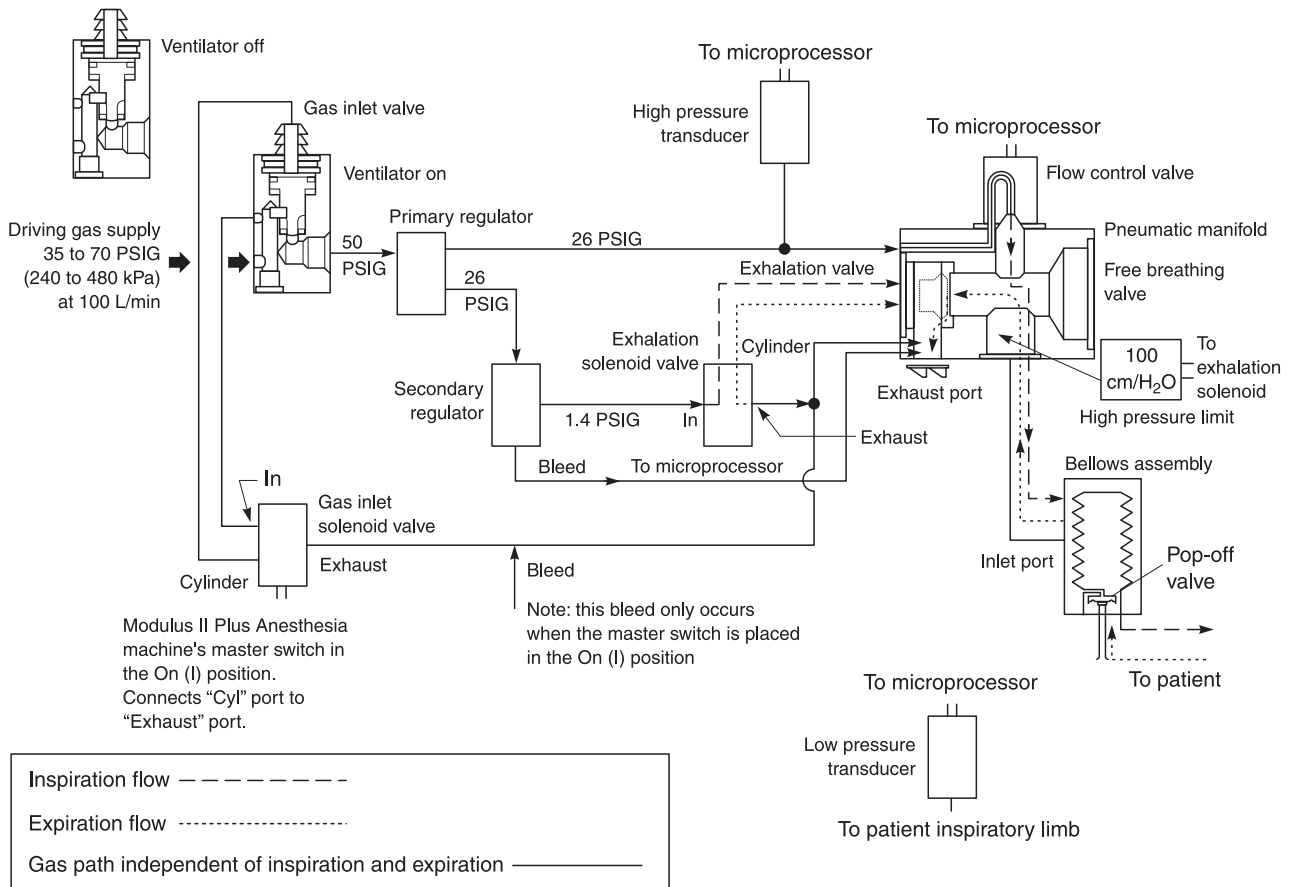 Ventilator off
Gas inlet valve
Ventilator on
Driving gas supply
35 to 70 PSIG
(240 to 480 kPa)
at 100 L/min
50
PSIG
Primary regulator
26 PSIG
26
PSIG
To microprocessor
High pressure
transducer
To microprocessor
Flow control valve
Pneumatic manifold
Free breathing
valve
Exhalation valve
Exhalation
solenoid valve
Cylinder
Secondary
regulator
1.4 PSIG
In
Exhaust
Exhaust port
100
cm/H₂O
To
exhalation
solenoid
High pressure limit
Bleed
To microprocessor
Bellows assembly
Inlet port
Pop-off
valve
To patient
In
Gas inlet
solenoid valve
Cylinder
Exhaust
Bleed
Note: this bleed only occurs
when the master switch is placed
in the On (I) position
Modulus II Plus Anesthesia
machine's master switch in
the On (I) position.
Connects “Cyl” port to
“Exhaust” port.
To microprocessor
Low pressure
transducer
To patient inspiratory limb
Inspiration flow
Expiration flow
Gas path independent of inspiration and expiration